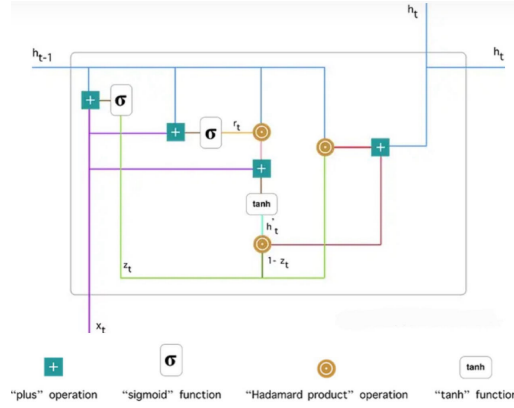 h_t
h_t-1
h_t
σ
σ
r_t
tanh
h'_t
z_t
1- z_t
x_t
σ
tanh
"plus" operation
"sigmoid" function
"Hadamard product" operation
"tanh" function